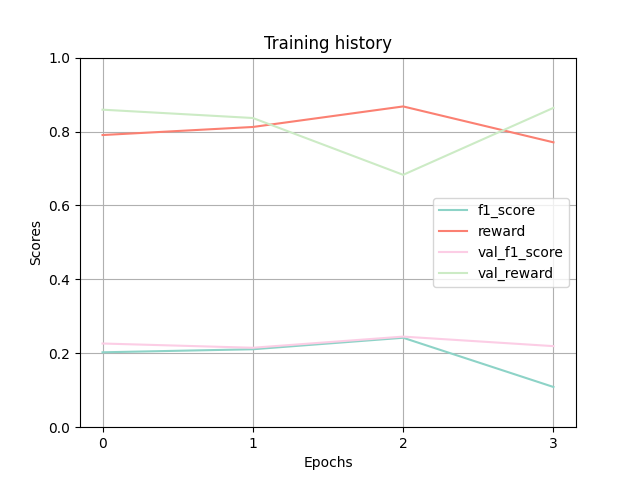 Training history
1.0
0.8
0.6
0.4
0.2
0.0
Scores
f1_score
reward
val_f1_score
val_reward
0 1 2 3
Epochs